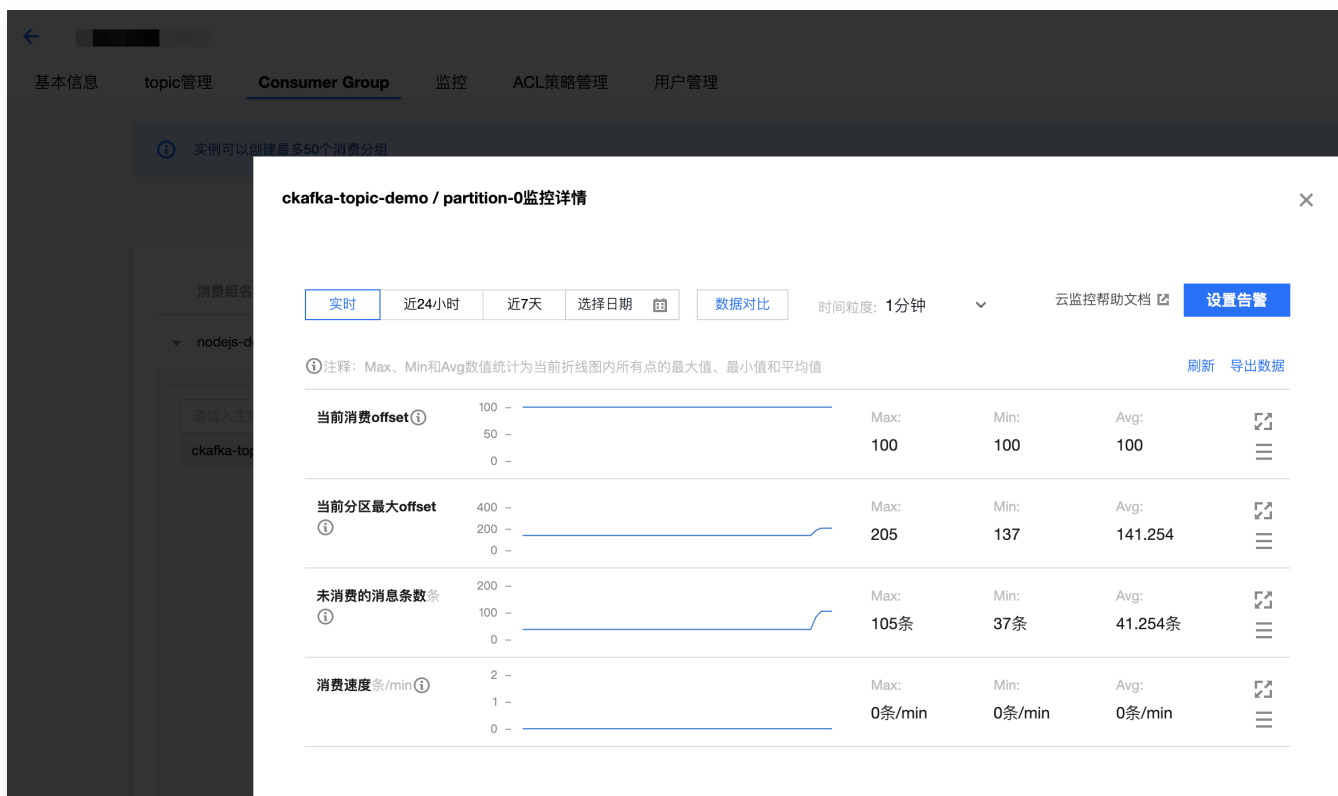 基本信息 topic管理 Consumer Group 监控 ACL策略管理 用户管理
实例可以创建最多50个消费分组
ckafka-topic-demo / partition-0监控详情
消费组名
实时 近24小时 近7天 选择日期 数据对比 时间粒度: 1分钟 云监控帮助文档 设置告警
nodejs-d
注释：Max、Min和Avg数值统计为当前折线图内所有点的最大值、最小值和平均值 刷新 导出数据
请输入主
ckafka-top
当前消费offset
100
50
0
Max: Min: Avg:
100 100 100
当前分区最大offset
400
200
0
Max: Min: Avg:
205 137 141.254
未消费的消息条数条
200
100
0
Max: Min: Avg:
105条 37条 41.254条
消费速度条/min
2
1
0
Max: Min: Avg:
0条/min 0条/min 0条/min